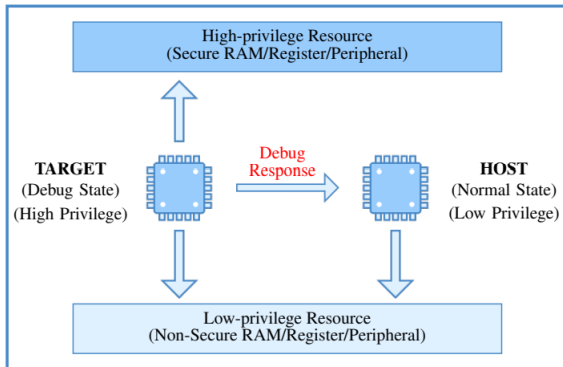 High-privilege Resource
(Secure RAM/Register/Peripheral)
TARGET
(Debug State)
(High Privilege)
Debug
Response
HOST
(Normal State)
(Low Privilege)
Low-privilege Resource
(Non-Secure RAM/Register/Peripheral)